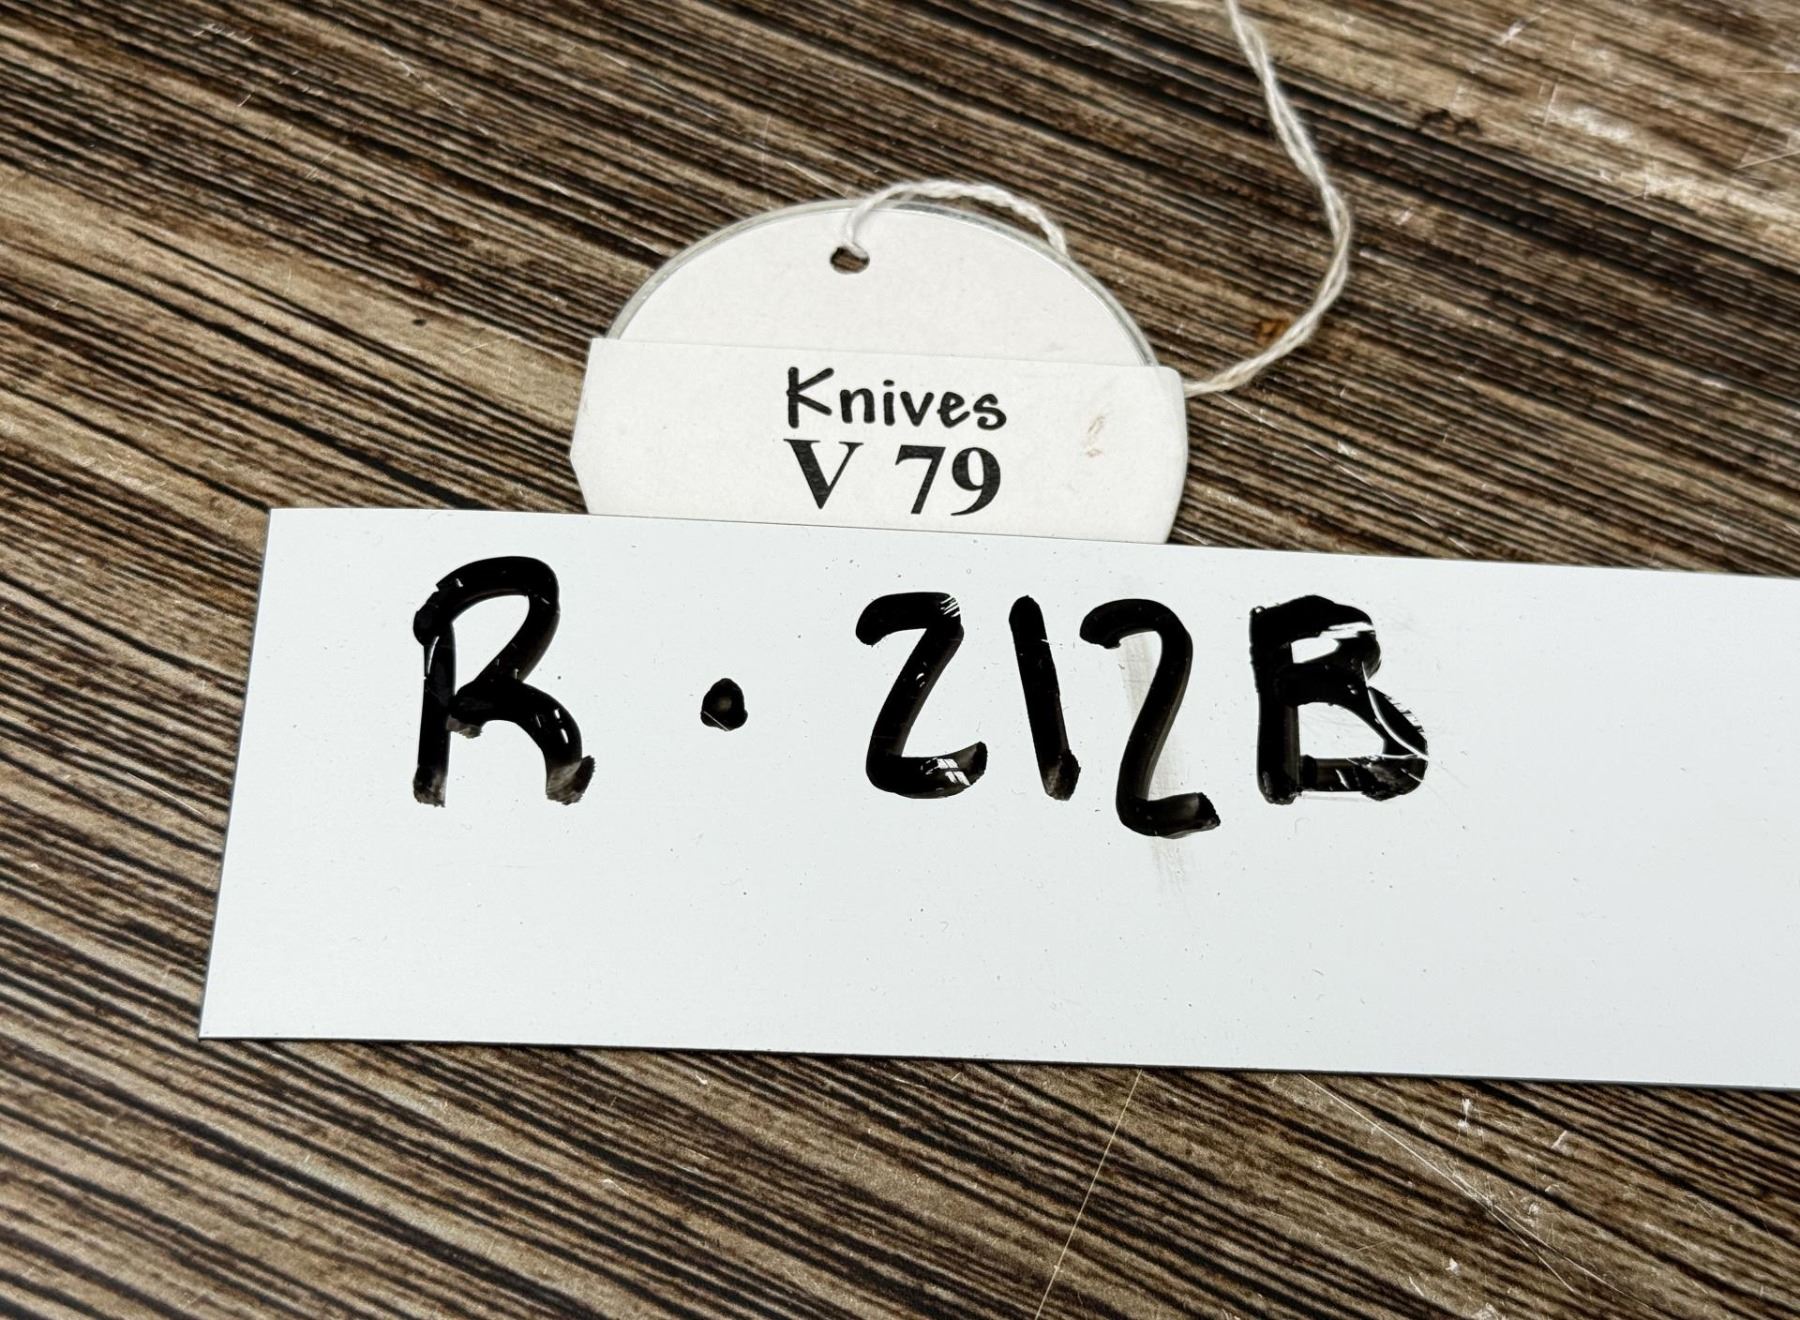 Knives
V 79
R · 212B